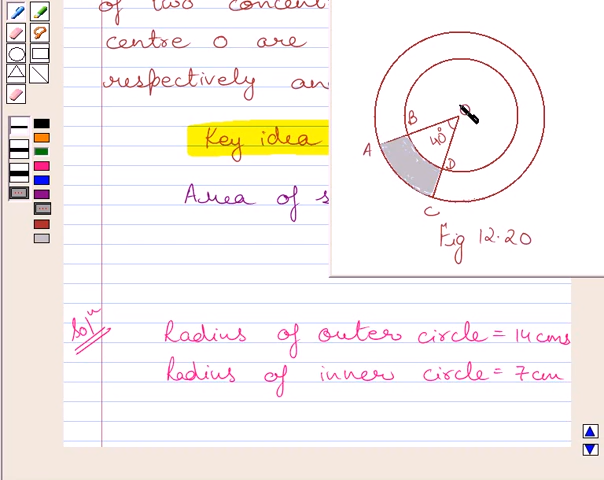 of two concent
centre O are
respectively an
Key idea
Area of s
O
B
40°
A
D
C
Fig 12.20
Solⁿ
Radius of outer circle = 14 cms
Radius of inner circle = 7 cm